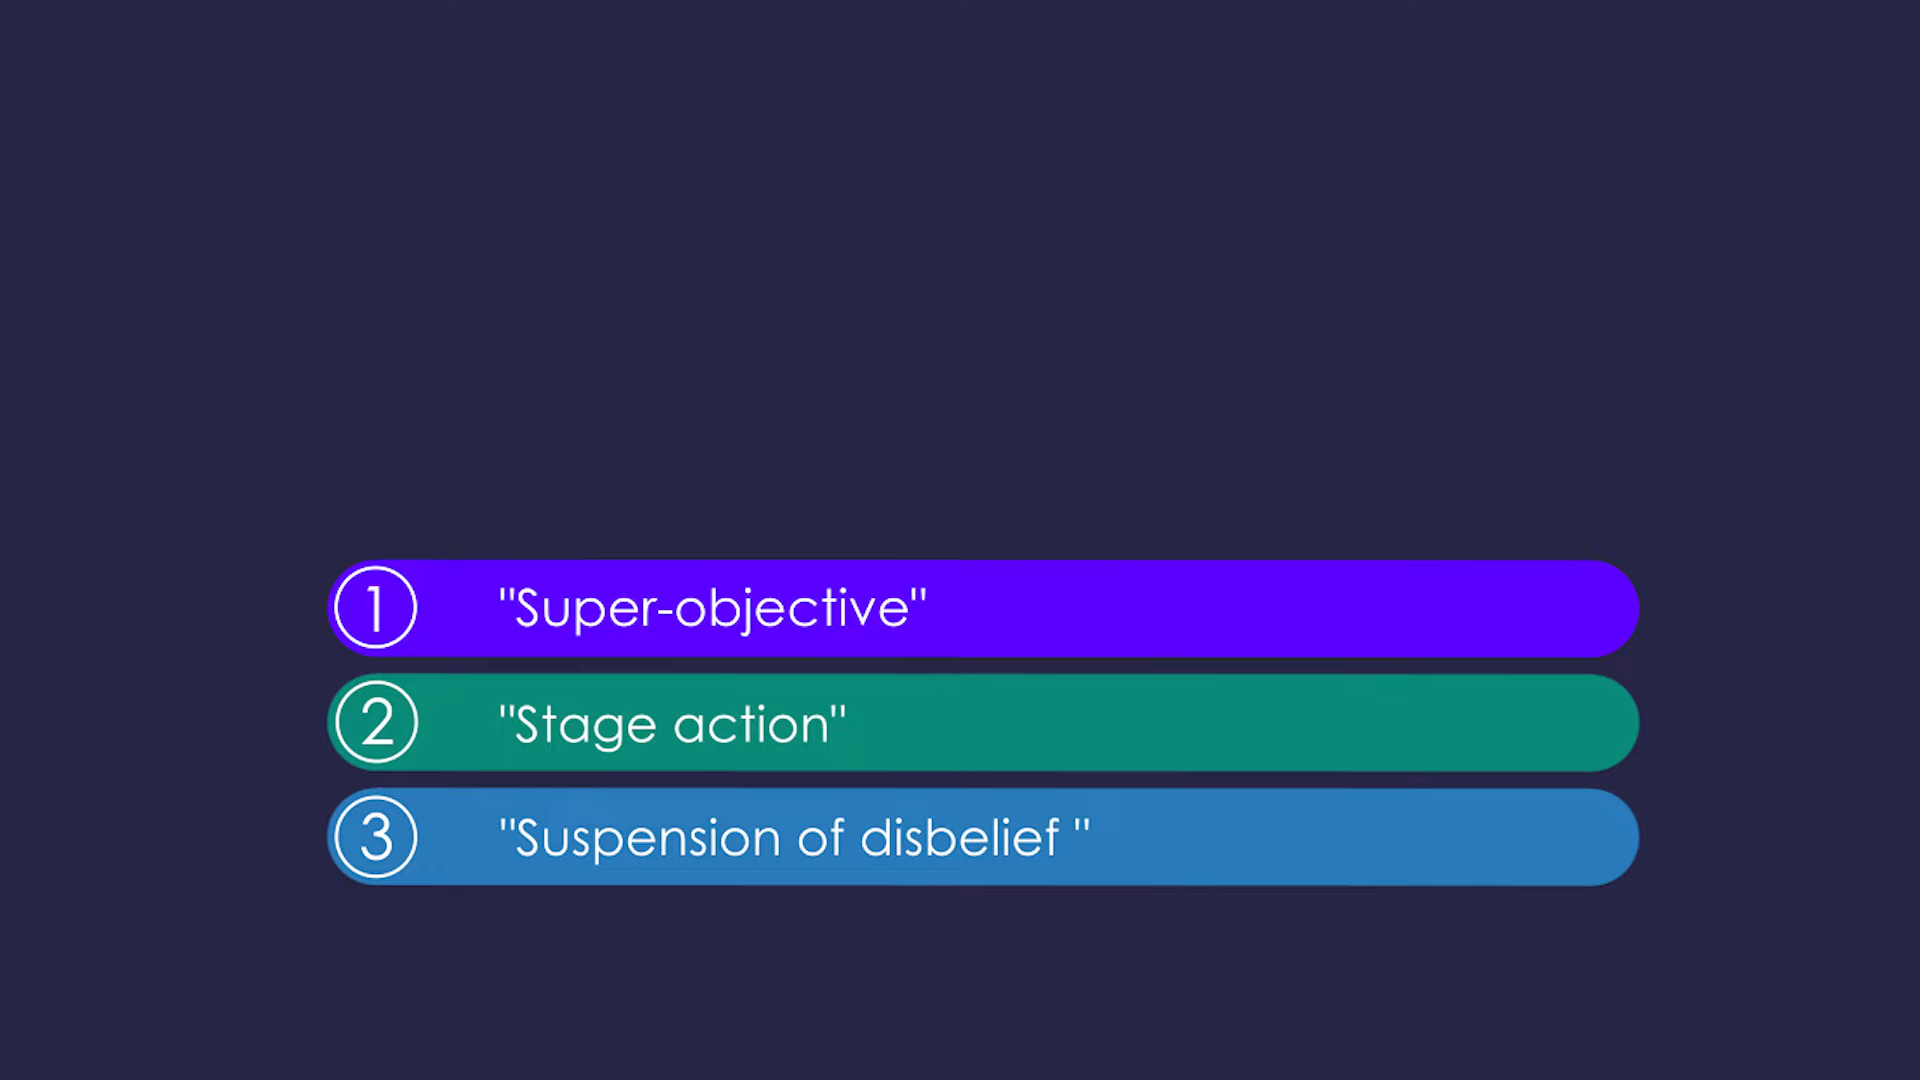 1 "Super-objective"
2 "Stage action"
3 "Suspension of disbelief "